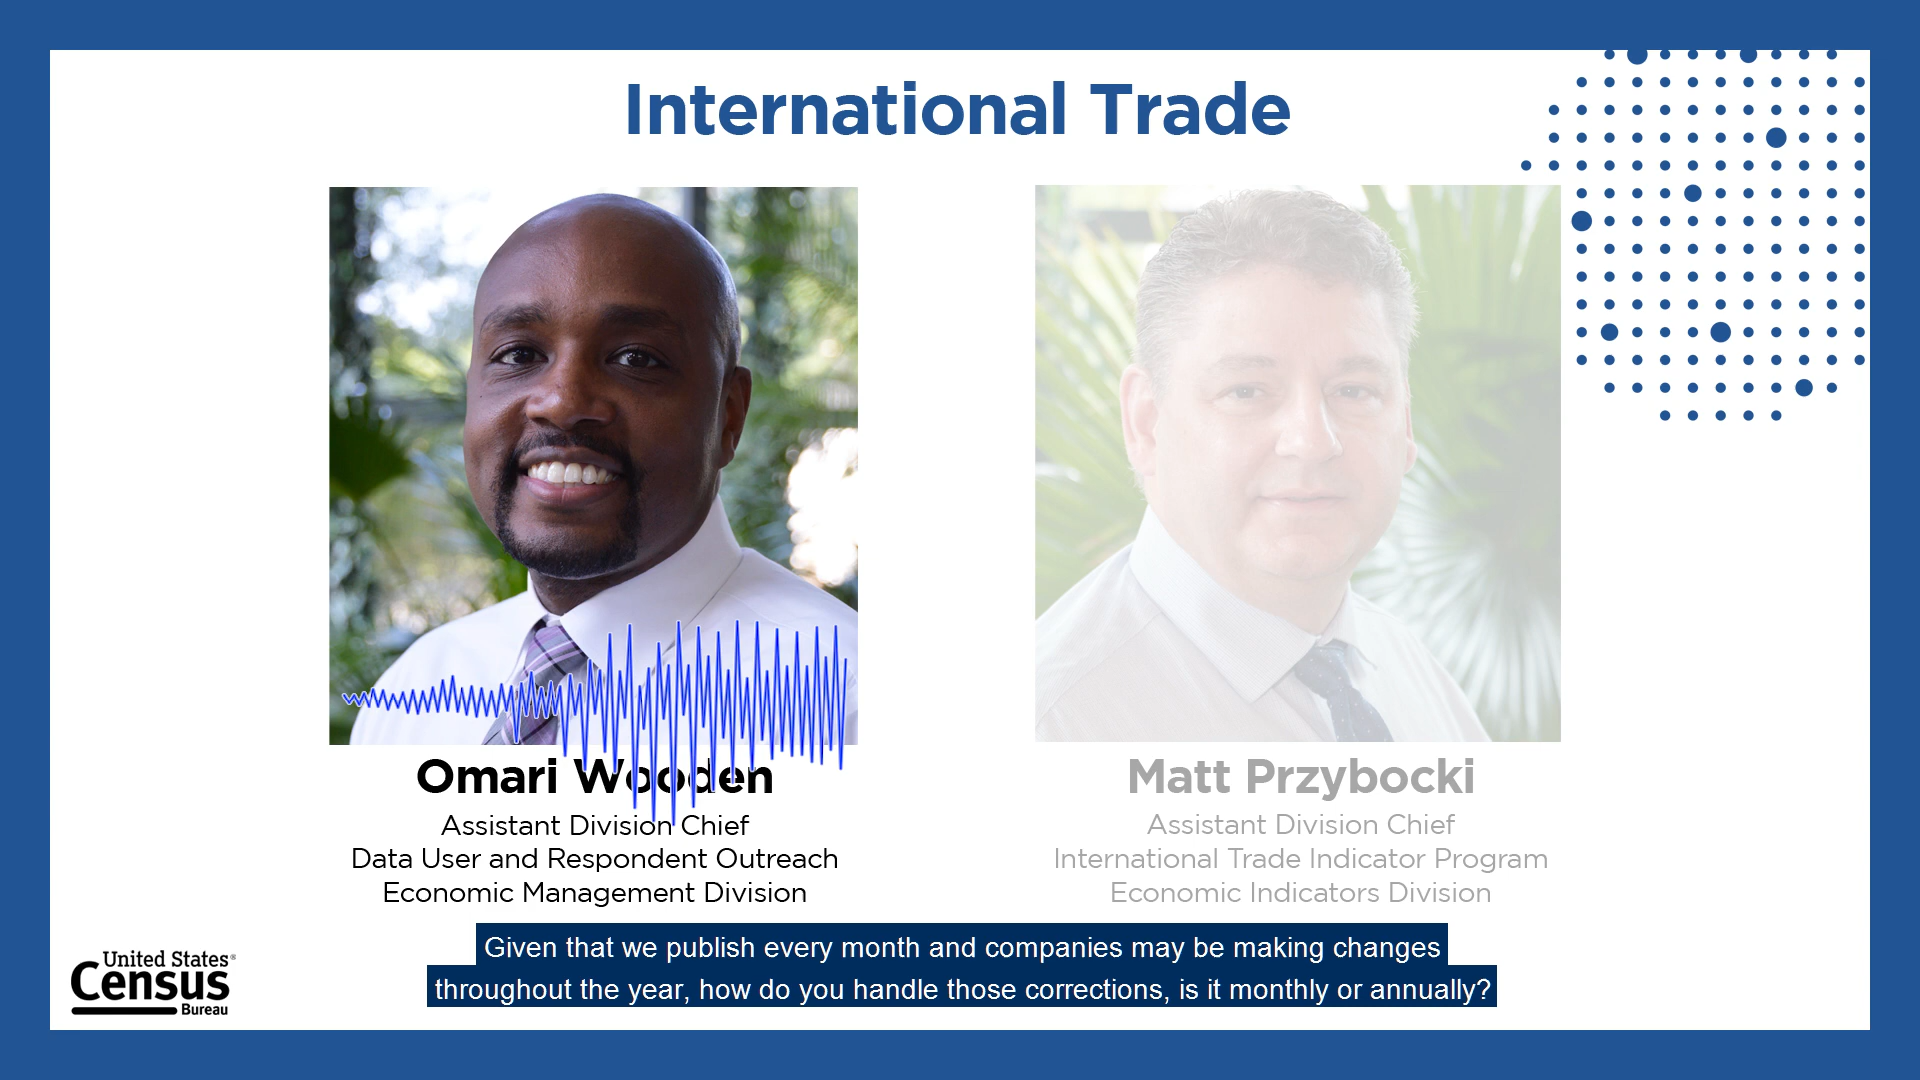 International Trade
Omari Wooden
Assistant Division Chief
Data User and Respondent Outreach
Economic Management Division
Matt Przybocki
Assistant Division Chief
International Trade Indicator Program
Economic Indicators Division
Given that we publish every month and companies may be making changes
throughout the year, how do you handle those corrections, is it monthly or annually?
United States®
Census
Bureau